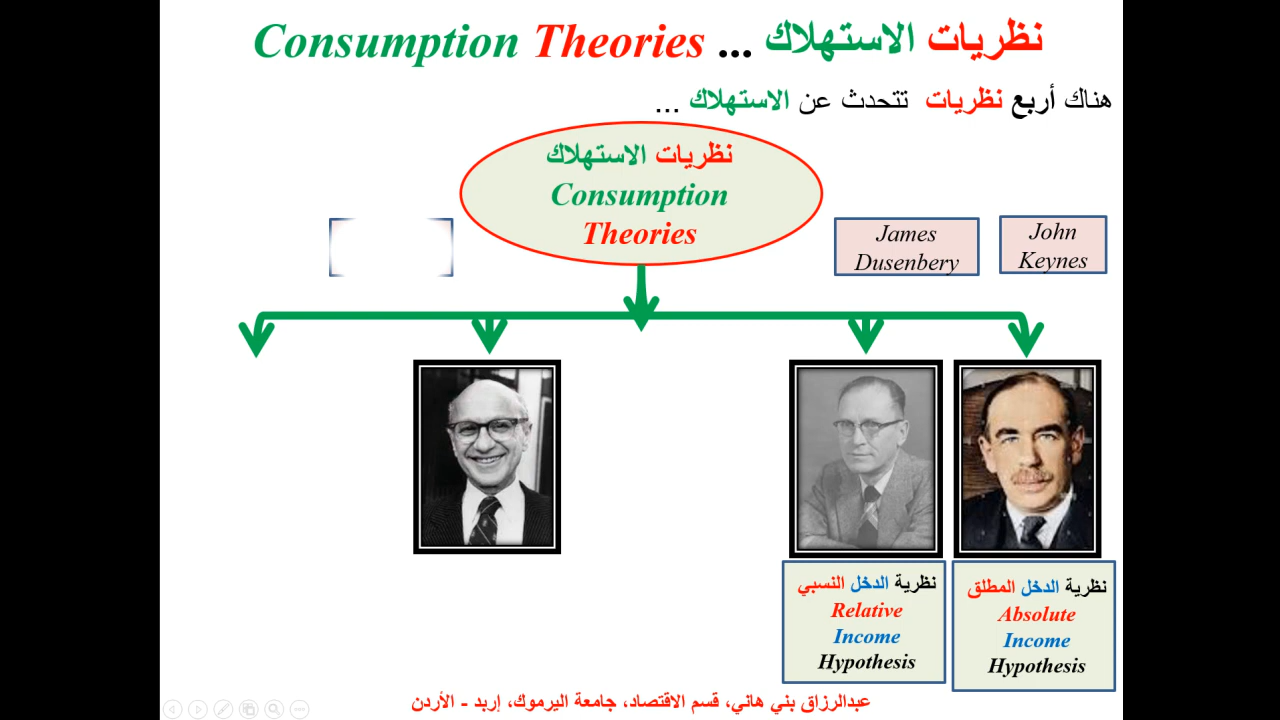 نظريات الاستهلاك ... Consumption Theories
هناك أربع نظريات تتحدث عن الاستهلاك ...
نظريات الاستهلاك
Consumption
Theories
John
Keynes
James
Dusenbery
نظرية الدخل المطلق
Absolute
Income
Hypothesis
نظرية الدخل النسبي
Relative
Income
Hypothesis
عبدالرزاق بني هاني، قسم الاقتصاد، جامعة اليرموك، إربد - الأردن